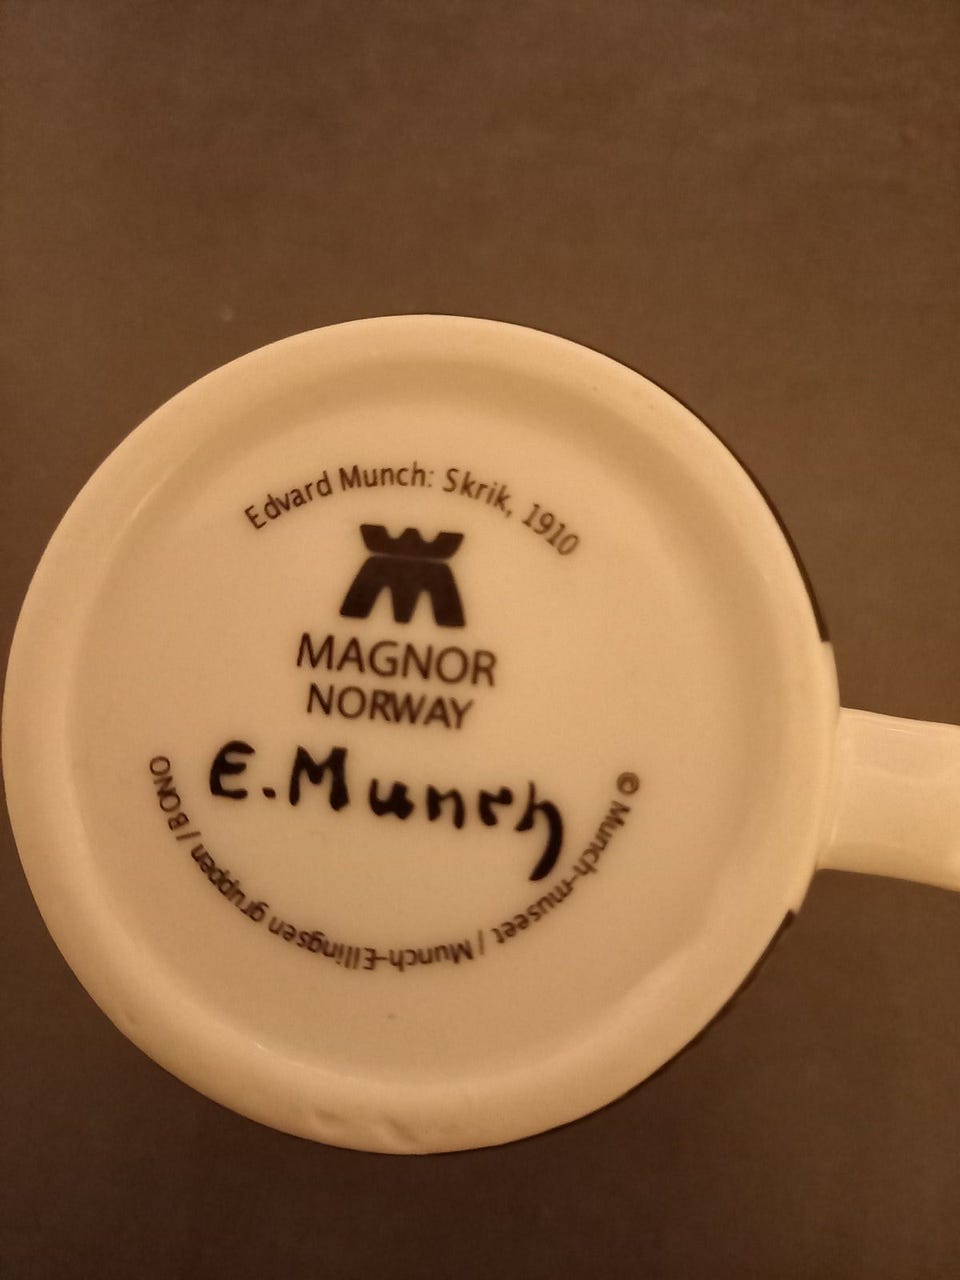 Edvard Munch: Skrik, 1910
MAGNOR
NORWAY
E. Munch
© Munch-museet / Munch-Ellingsen gruppen / BONO